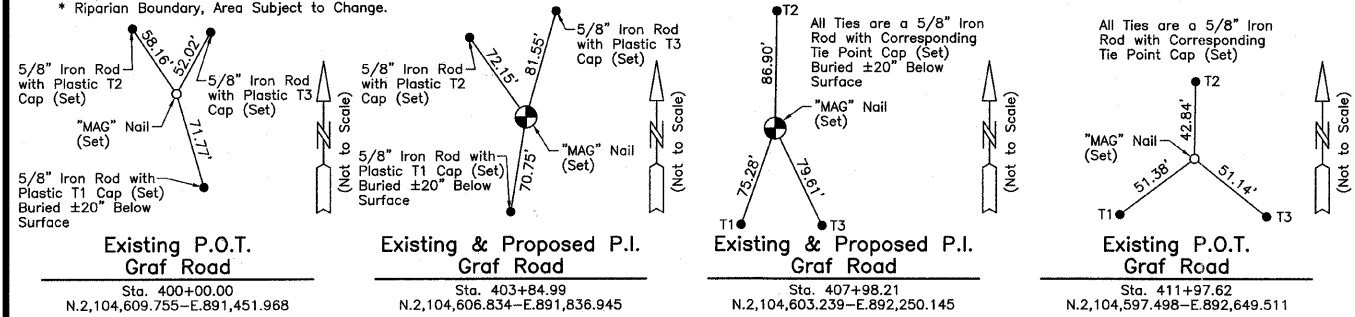 * Riparian Boundary, Area Subject to Change.
58.16'
52.02'
5/8" Iron Rod
with Plastic T2
Cap (Set)
5/8" Iron Rod
with Plastic T3
Cap (Set)
"MAG" Nail
(Set)
71.77'
5/8" Iron Rod with
Plastic T1 Cap (Set)
Buried ±20" Below
Surface
N
(Not to Scale)
Existing P.O.T.
Graf Road
Sta. 400+00.00
N.2,104,609.755–E.891,451.968
72.15'
81.55'
5/8" Iron Rod
with Plastic T3
Cap (Set)
5/8" Iron Rod
with Plastic T2
Cap (Set)
"MAG" Nail
(Set)
5/8" Iron Rod with
Plastic T1 Cap (Set)
Buried ±20" Below
Surface
70.75'
N
(Not to Scale)
Existing & Proposed P.I.
Graf Road
Sta. 403+84.99
N.2,104,606.834–E.891,836.945
T2
All Ties are a 5/8" Iron
Rod with Corresponding
Tie Point Cap (Set)
Buried ±20" Below
Surface
86.90'
"MAG" Nail
(Set)
75.28'
79.61'
T1
T3
N
(Not to Scale)
Existing & Proposed P.I.
Graf Road
Sta. 407+98.21
N.2,104,603.239–E.892,250.145
All Ties are a 5/8" Iron
Rod with Corresponding
Tie Point Cap (Set)
T2
42.84'
"MAG" Nail
(Set)
51.38'
51.14'
T1
T3
N
(Not to Scale)
Existing P.O.T.
Graf Road
Sta. 411+97.62
N.2,104,597.498–E.892,649.511